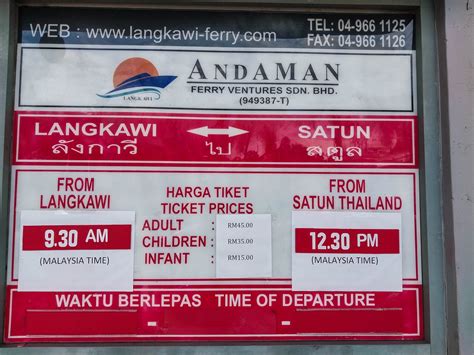 WEB : www.langkawi-ferry.com
TEL: 04-966 1125
FAX: 04-966 1126
LANGKAWI
ANDAMAN
FERRY VENTURES SDN. BHD.
(949387-T)
LANGKAWI SATUN
ลังกาวี ไป สตูล
FROM
LANGKAWI
9.30 AM
(MALAYSIA TIME)
HARGA TIKET
TICKET PRICES
ADULT : RM45.00
CHILDREN : RM35.00
INFANT : RM15.00
FROM
SATUN THAILAND
12.30 PM
(MALAYSIA TIME)
WAKTU BERLEPAS TIME OF DEPARTURE